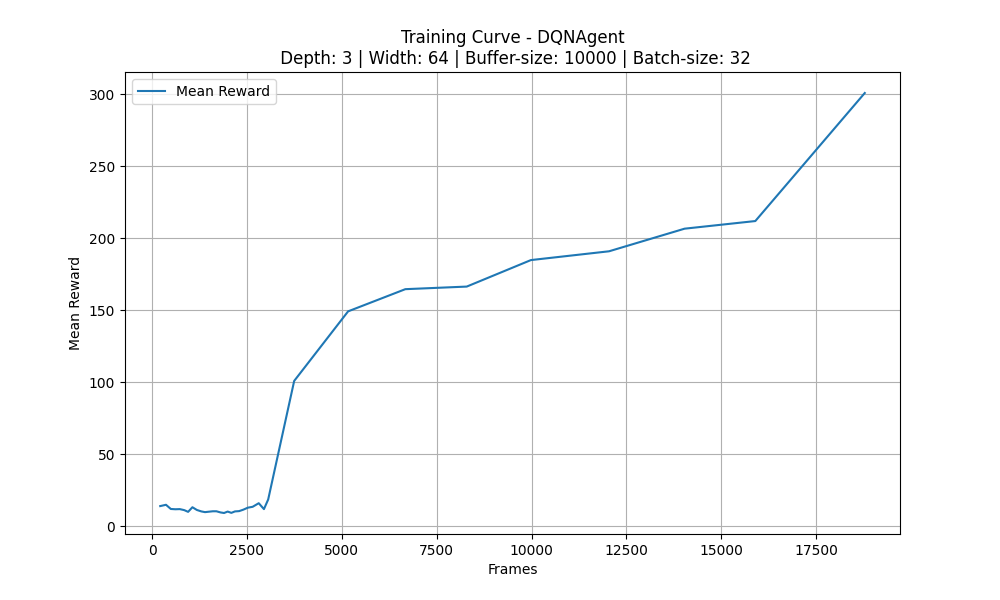 Training Curve - DQNAgent
Depth: 3 | Width: 64 | Buffer-size: 10000 | Batch-size: 32
Mean Reward
300
250
200
150
100
50
0
Mean Reward
0 2500 5000 7500 10000 12500 15000 17500
Frames